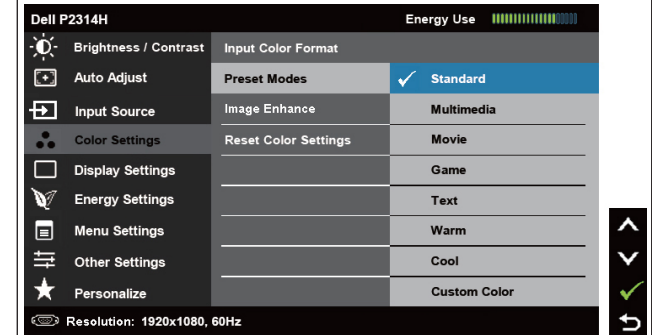 Dell P2314H Energy Use
Brightness / Contrast Input Color Format
Auto Adjust Preset Modes Standard
Input Source Image Enhance Multimedia
Color Settings Reset Color Settings Movie
Display Settings Game
Energy Settings Text
Menu Settings Warm
Other Settings Cool
Personalize Custom Color
Resolution: 1920x1080, 60Hz